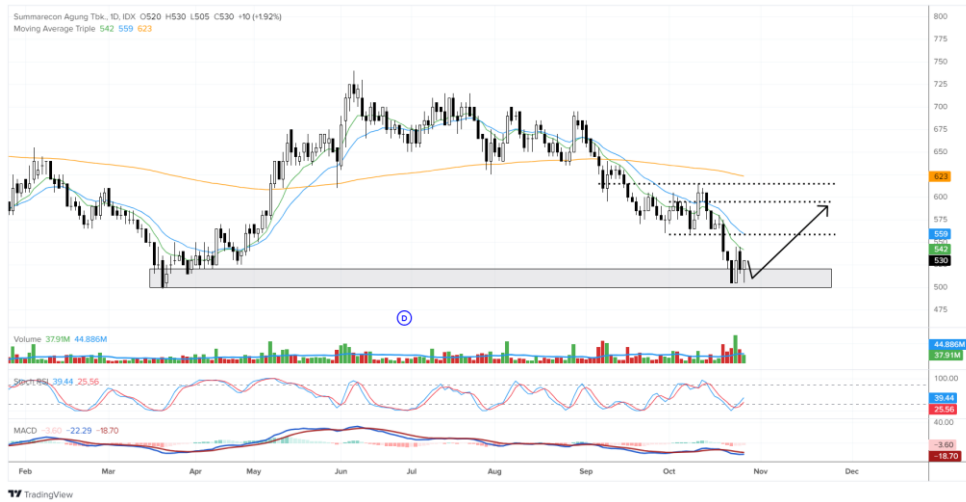 Summarecon Agung Tbk., 1D, IDX O520 H530 L505 C530 +10 (+1.92%)
Moving Average Triple 542 559 623
800
775
750
725
700
675
650
623
600
575
559
542
530
500
475
D
Volume 37.91M 44.886M
44.886M
37.91M
Stoch RSI 39.44 25.56
100.00
39.44
25.56
40.00
MACD -3.60 -22.29 -18.70
-3.60
-18.70
Feb Mar Apr May Jun Jul Aug Sep Oct Nov Dec
TradingView